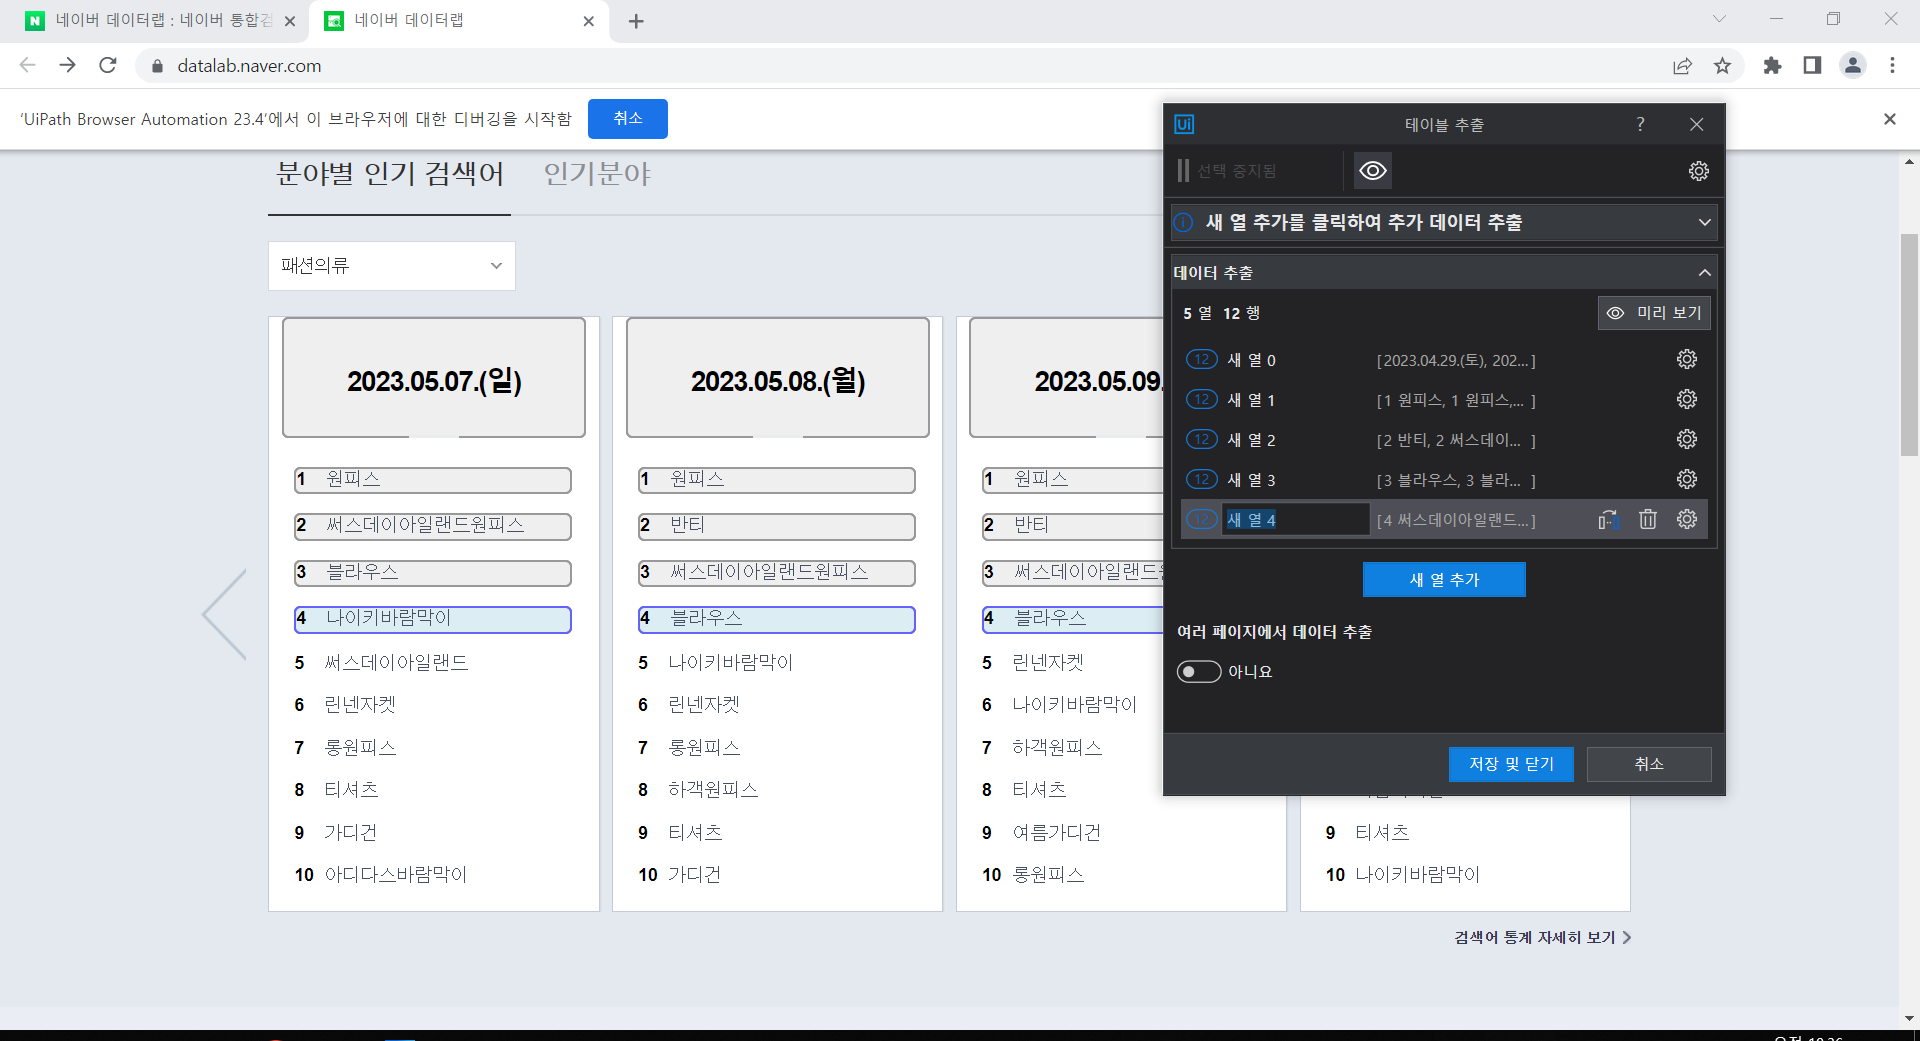 네이버 데이터랩 : 네이버 통합검
네이버 데이터랩
datalab.naver.com
'UiPath Browser Automation 23.4'에서 이 브라우저에 대한 디버깅을 시작함
취소
분야별 인기 검색어
인기분야
패션의류
2023.05.07.(일)
1 원피스
2 써스데이아일랜드원피스
3 블라우스
4 나이키바람막이
5 써스데이아일랜드
6 린넨자켓
7 롱원피스
8 티셔츠
9 가디건
10 아디다스바람막이
2023.05.08.(월)
1 원피스
2 반티
3 써스데이아일랜드원피스
4 블라우스
5 나이키바람막이
6 린넨자켓
7 롱원피스
8 하객원피스
9 티셔츠
10 가디건
2023.05.09.
1 원피스
2 반티
3 써스데이아일랜드
4 블라우스
5 린넨자켓
6 나이키바람막이
7 하객원피스
8 티셔츠
9 여름가디건
10 롱원피스
9 티셔츠
10 나이키바람막이
검색어 통계 자세히 보기
Ui
테이블 추출
?
선택 중지됨
새 열 추가를 클릭하여 추가 데이터 추출
데이터 추출
5 열 12 행
미리 보기
12 새 열 0 [2023.04.29.(토), 202... ]
12 새 열 1 [1 원피스, 1 원피스,... ]
12 새 열 2 [2 반티, 2 써스데이... ]
12 새 열 3 [3 블라우스, 3 블라... ]
12 새 열 4 [4 써스데이아일랜드...]
새 열 추가
여러 페이지에서 데이터 추출
아니요
저장 및 닫기
취소